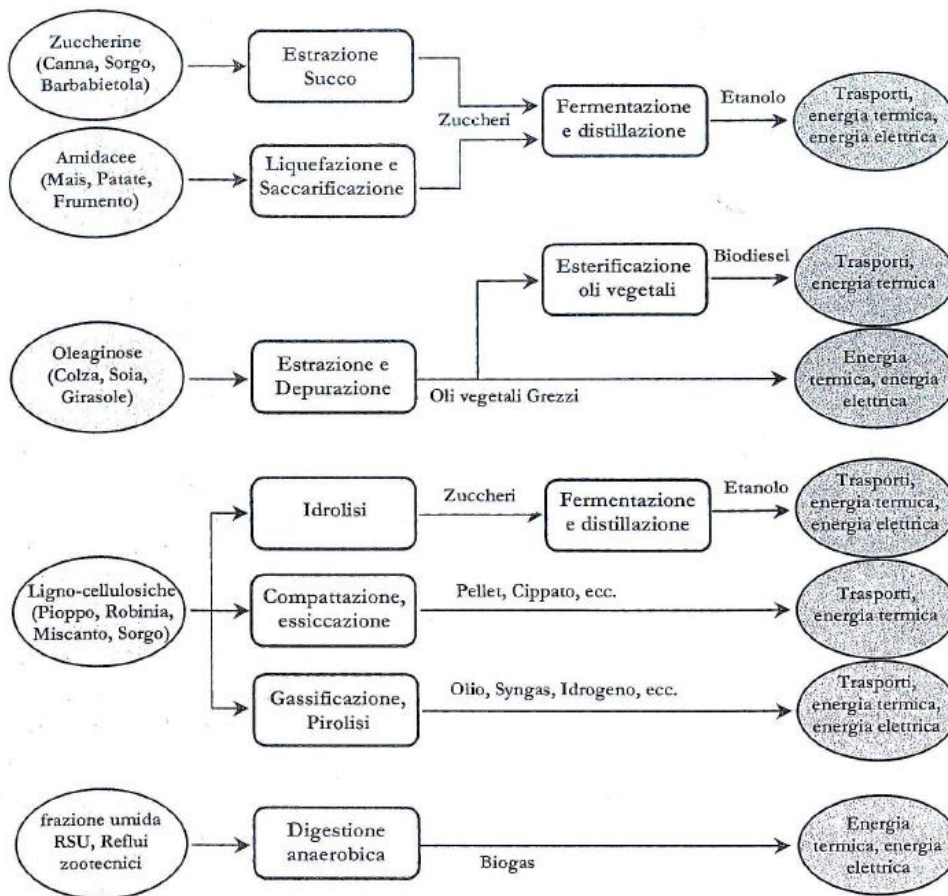 Zuccherine
(Canna, Sorgo,
Barbabietola)
Estrazione
Succo
Zuccheri
Fermentazione
e distillazione
Etanolo
Trasporti,
energia termica,
energia elettrica
Amidacee
(Mais, Patate,
Frumento)
Liquefazione e
Saccarificazione
Esterificazione
oli vegetali
Biodiesel
Trasporti,
energia termica
Oleaginose
(Colza, Soia,
Girasole)
Estrazione e
Depurazione
Oli vegetali Grezzi
Energia
termica, energia
elettrica
Ligno-cellulosiche
(Pioppo, Robinia,
Miscanto, Sorgo)
Idrolisi
Zuccheri
Fermentazione
e distillazione
Etanolo
Trasporti,
energia termica,
energia elettrica
Compattazione,
essiccazione
Pellet, Cippato, ecc.
Trasporti,
energia termica
Gassificazione,
Pirolisi
Olio, Syngas, Idrogeno, ecc.
Trasporti,
energia termica,
energia elettrica
frazione umida
RSU, Reflui
zootecnici
Digestione
anaerobica
Biogas
Energia
termica, energia
elettrica